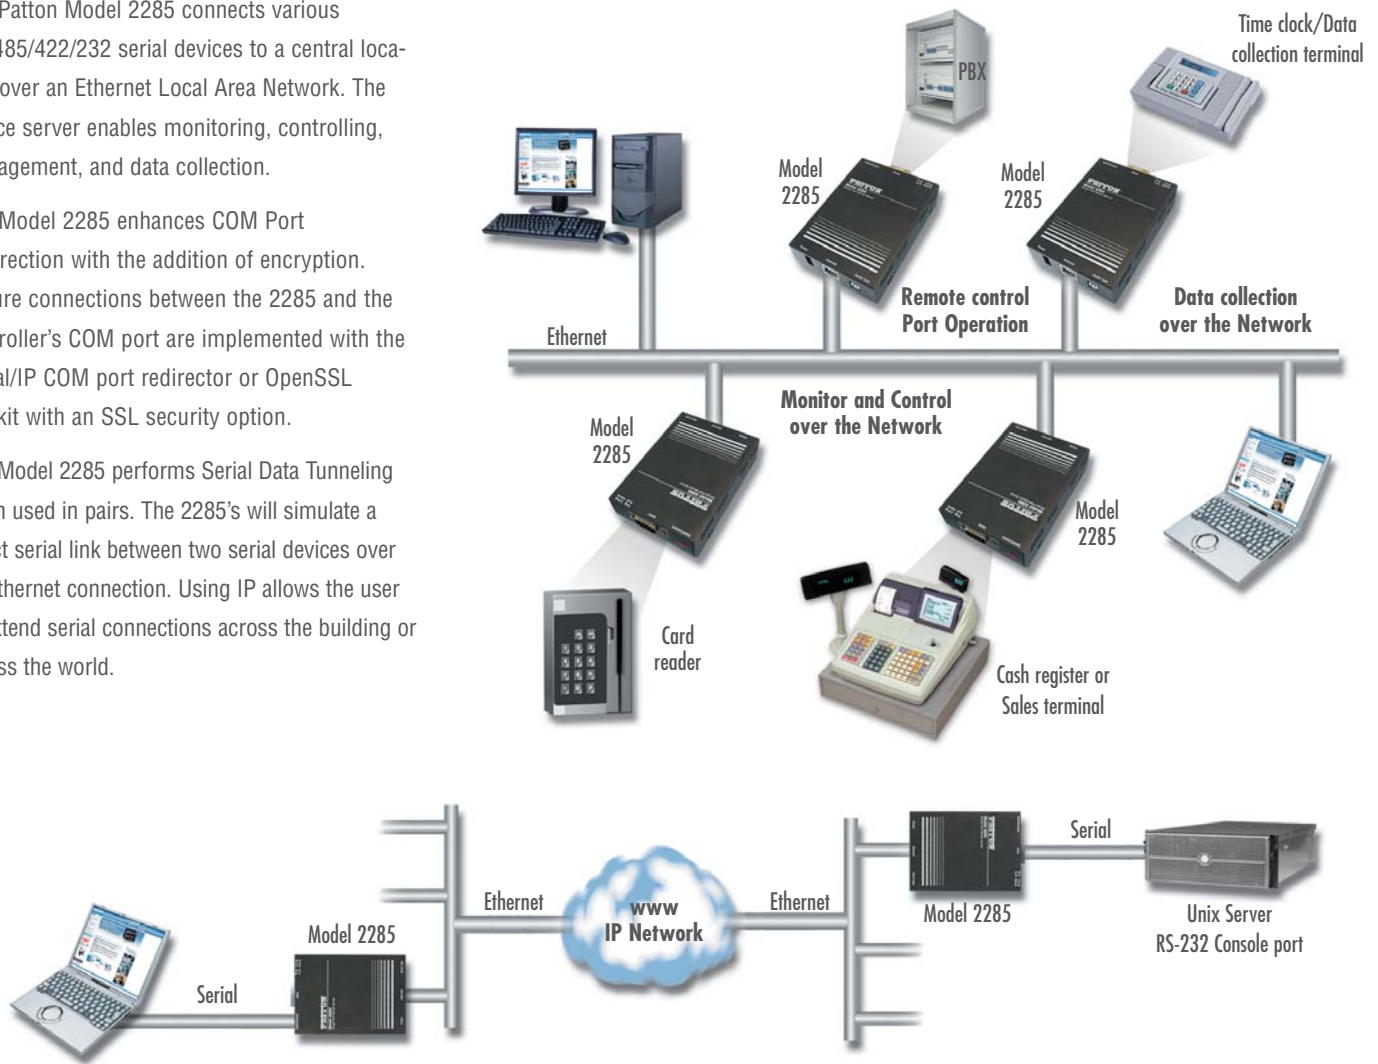 Patton Model 2285 connects various
485/422/232 serial devices to a central loca-
over an Ethernet Local Area Network. The
ce server enables monitoring, controlling,
agement, and data collection.
Model 2285 enhances COM Port
rection with the addition of encryption.
ure connections between the 2285 and the
roller's COM port are implemented with the
al/IP COM port redirector or OpenSSL
kit with an SSL security option.
Model 2285 performs Serial Data Tunneling
n used in pairs. The 2285's will simulate a
ct serial link between two serial devices over
thernet connection. Using IP allows the user
xtend serial connections across the building or
ss the world.
PBX
Time clock/Data
collection terminal
Model
2285
Model
2285
Remote control
Port Operation
Data collection
over the Network
Ethernet
Monitor and Control
over the Network
Model
2285
Model
2285
Card
reader
Cash register or
Sales terminal
Serial
Model 2285
Ethernet
www
IP Network
Ethernet
Model 2285
Serial
Unix Server
RS-232 Console port